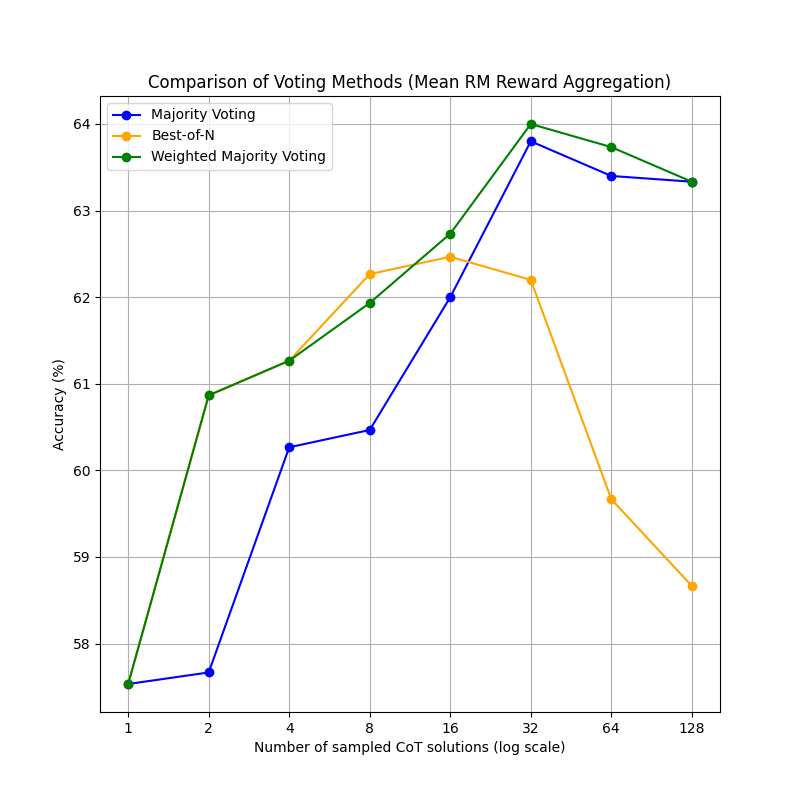 Comparison of Voting Methods (Mean RM Reward Aggregation)
Majority Voting
Best-of-N
Weighted Majority Voting
Accuracy (%)
64
63
62
61
60
59
58
1 2 4 8 16 32 64 128
Number of sampled CoT solutions (log scale)